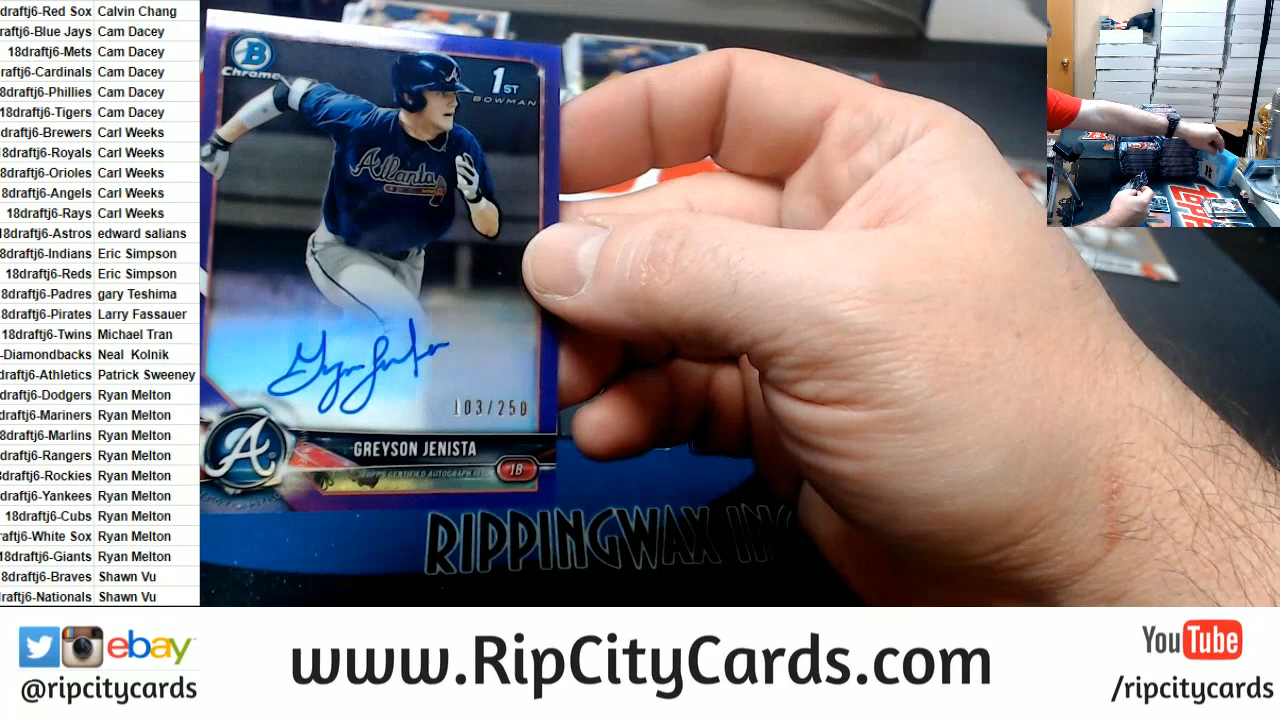 draftj6-Red Sox Calvin Chang
raftj6-Blue Jays Cam Dacey
18draftj6-Mets Cam Dacey
raftj6-Cardinals Cam Dacey
8draftj6-Phillies Cam Dacey
18draftj6-Tigers Cam Dacey
draftj6-Brewers Carl Weeks
8draftj6-Royals Carl Weeks
8draftj6-Orioles Carl Weeks
8draftj6-Angels Carl Weeks
18draftj6-Rays Carl Weeks
8draftj6-Astros edward salians
8draftj6-Indians Eric Simpson
18draftj6-Reds Eric Simpson
8draftj6-Padres gary Teshima
8draftj6-Pirates Larry Fassauer
18draftj6-Twins Michael Tran
-Diamondbacks Neal Kolnik
raftj6-Athletics Patrick Sweeney
draftj6-Dodgers Ryan Melton
draftj6-Mariners Ryan Melton
8draftj6-Marlins Ryan Melton
draftj6-Rangers Ryan Melton
draftj6-Rockies Ryan Melton
draftj6-Yankees Ryan Melton
18draftj6-Cubs Ryan Melton
raftj6-White Sox Ryan Melton
18draftj6-Giants Ryan Melton
8draftj6-Braves Shawn Vu
raftj6-Nationals Shawn Vu
B
Chrome
1ST
BOWMAN
A
Atlanta
103/250
A
GREYSON JENISTA
TOPPS CERTIFIED AUTOGRAPH ISSUE
1B
RIPPINGWAX IN
ebay
@ripcitycards
www.RipCityCards.com
YouTube
/ripcitycards